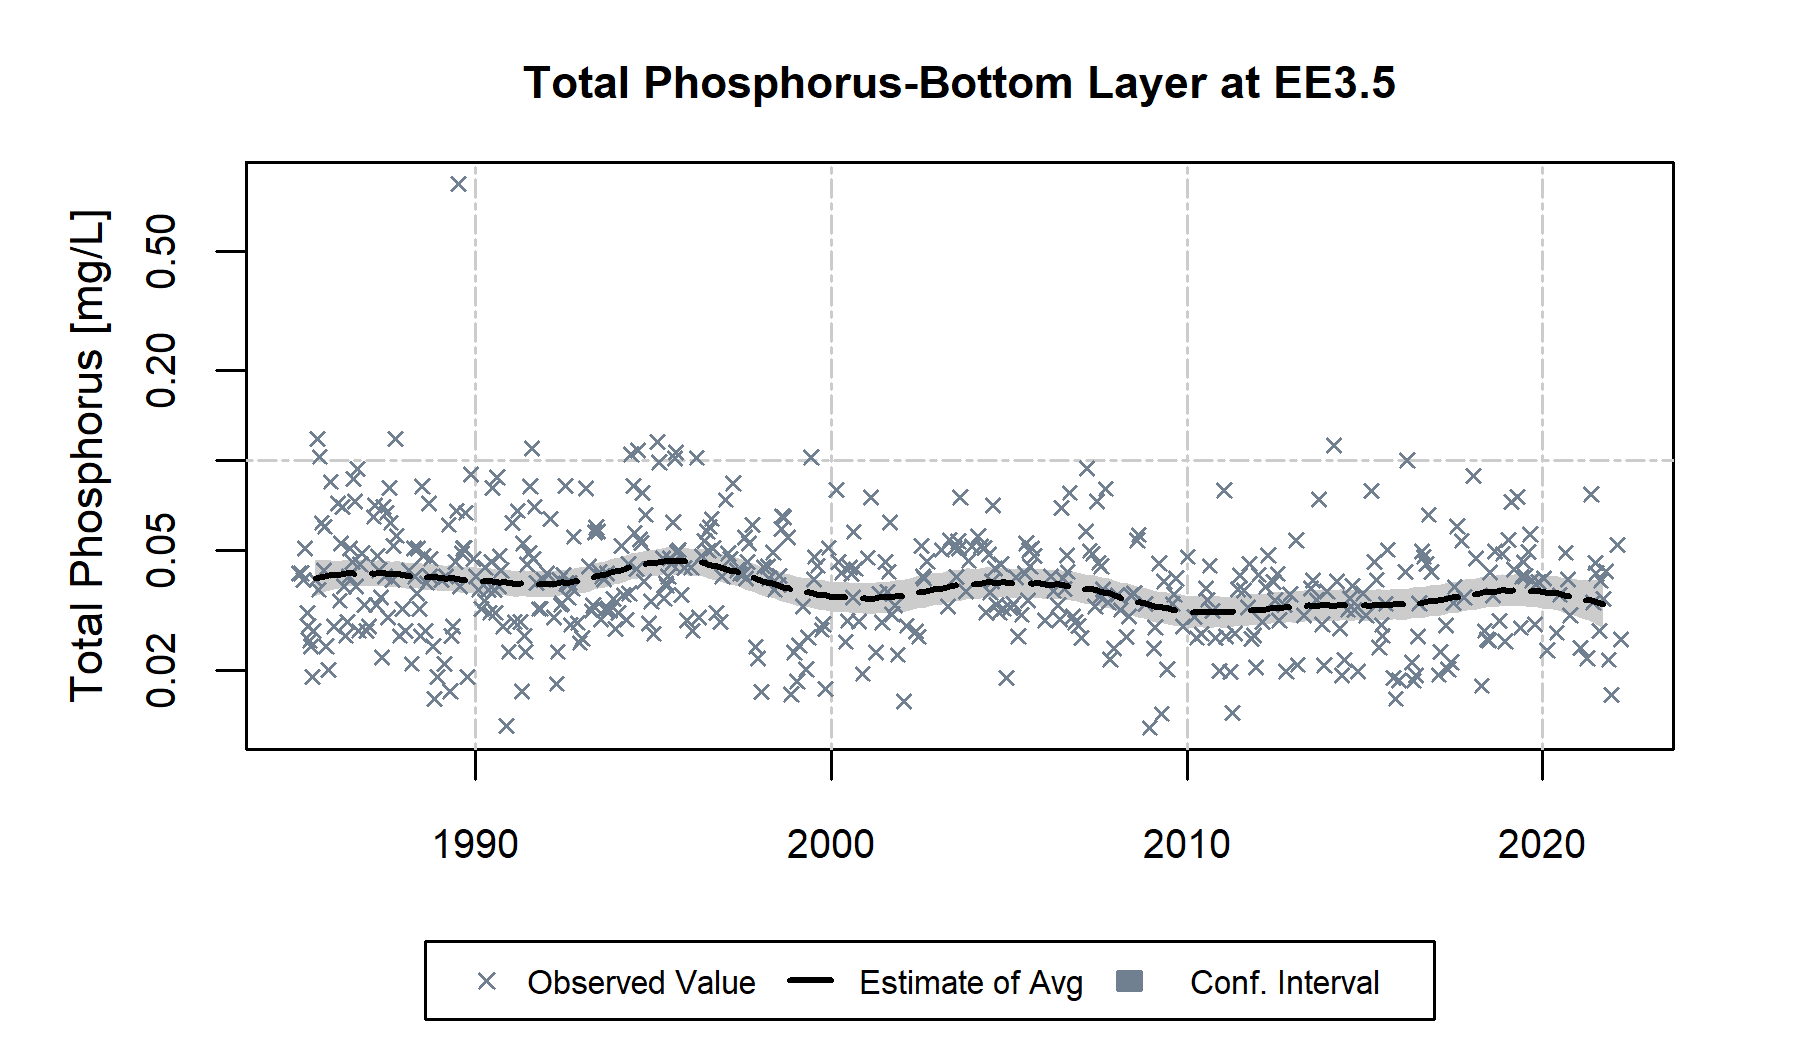 Total Phosphorus-Bottom Layer at EE3.5
Total Phosphorus [mg/L]
0.50
0.20
0.05
0.02
1990 2000 2010 2020
Observed Value Estimate of Avg Conf. Interval